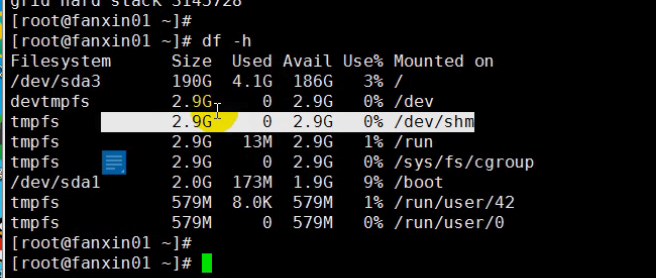 grid hard stack 3145728
[root@fanxin01 ~]#
[root@fanxin01 ~]# df -h
Filesystem Size Used Avail Use% Mounted on
/dev/sda3 190G 4.1G 186G 3% /
devtmpfs 2.9G 0 2.9G 0% /dev
tmpfs 2.9G 0 2.9G 0% /dev/shm
tmpfs 2.9G 13M 2.9G 1% /run
tmpfs 2.9G 0 2.9G 0% /sys/fs/cgroup
/dev/sda1 2.0G 173M 1.9G 9% /boot
tmpfs 579M 8.0K 579M 1% /run/user/42
tmpfs 579M 0 579M 0% /run/user/0
[root@fanxin01 ~]#
[root@fanxin01 ~]#